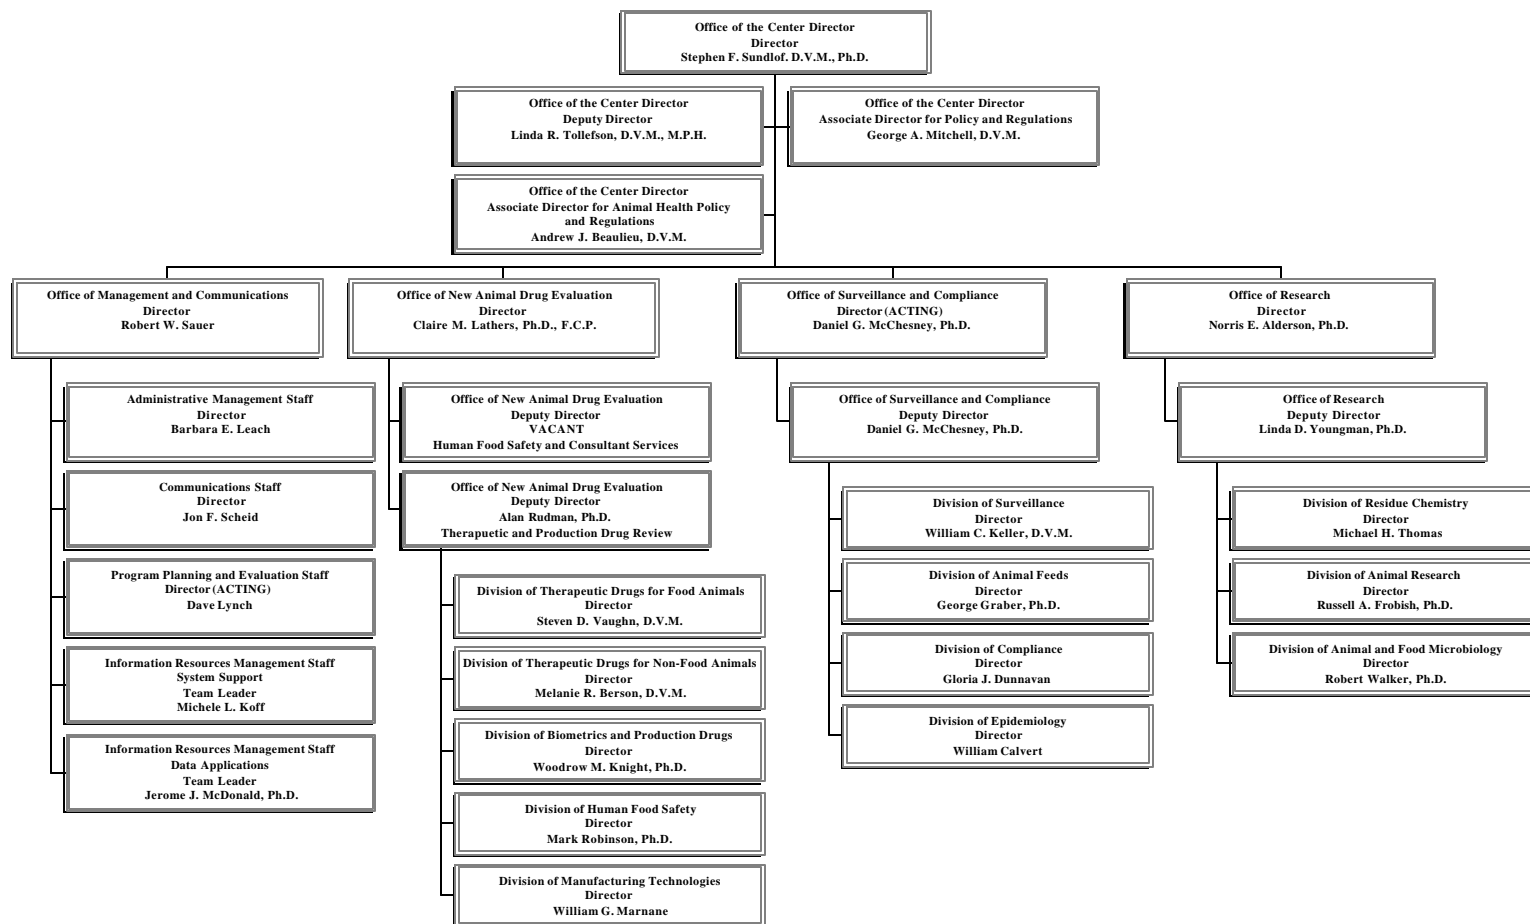 Office of the Center Director
Director
Stephen F. Sundlof. D.V.M., Ph.D.
Office of the Center Director
Deputy Director
Linda R. Tollefson, D.V.M., M.P.H.
Office of the Center Director
Associate Director for Policy and Regulations
George A. Mitchell, D.V.M.
Office of the Center Director
Associate Director for Animal Health Policy
and Regulations
Andrew J. Beaulieu, D.V.M.
Office of Management and Communications
Director
Robert W. Sauer
Administrative Management Staff
Director
Barbara E. Leach
Communications Staff
Director
Jon F. Scheid
Program Planning and Evaluation Staff
Director (ACTING)
Dave Lynch
Information Resources Management Staff
System Support
Team Leader
Michele L. Koff
Information Resources Management Staff
Data Applications
Team Leader
Jerome J. McDonald, Ph.D.
Office of New Animal Drug Evaluation
Director
Claire M. Lathers, Ph.D., F.C.P.
Office of New Animal Drug Evaluation
Deputy Director
VACANT
Human Food Safety and Consultant Services
Office of New Animal Drug Evaluation
Deputy Director
Alan Rudman, Ph.D.
Therapuetic and Production Drug Review
Division of Therapeutic Drugs for Food Animals
Director
Steven D. Vaughn, D.V.M.
Division of Therapeutic Drugs for Non-Food Animals
Director
Melanie R. Berson, D.V.M.
Division of Biometrics and Production Drugs
Director
Woodrow M. Knight, Ph.D.
Division of Human Food Safety
Director
Mark Robinson, Ph.D.
Division of Manufacturing Technologies
Director
William G. Marnane
Office of Surveillance and Compliance
Director (ACTING)
Daniel G. McChesney, Ph.D.
Office of Surveillance and Compliance
Deputy Director
Daniel G. McChesney, Ph.D.
Division of Surveillance
Director
William C. Keller, D.V.M.
Division of Animal Feeds
Director
George Graber, Ph.D.
Division of Compliance
Director
Gloria J. Dunnavan
Division of Epidemiology
Director
William Calvert
Office of Research
Director
Norris E. Alderson, Ph.D.
Office of Research
Deputy Director
Linda D. Youngman, Ph.D.
Division of Residue Chemistry
Director
Michael H. Thomas
Division of Animal Research
Director
Russell A. Frobish, Ph.D.
Division of Animal and Food Microbiology
Director
Robert Walker, Ph.D.